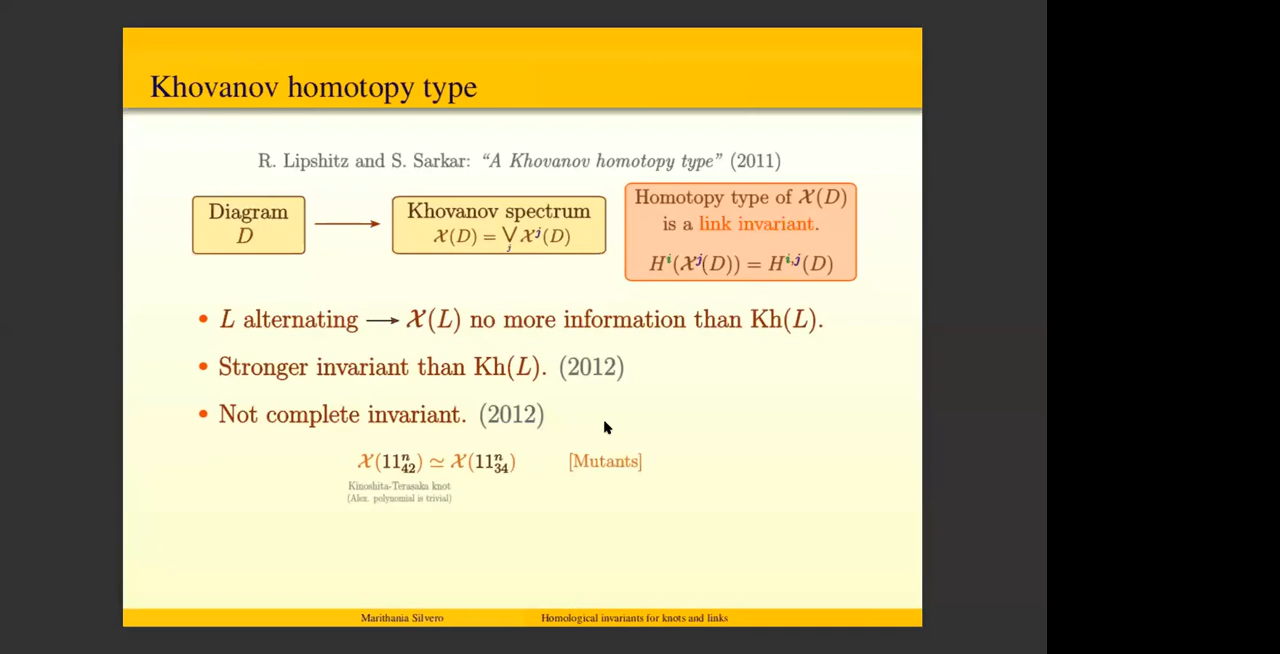 Khovanov homotopy type
R. Lipshitz and S. Sarkar: “A Khovanov homotopy type” (2011)
Diagram
D
Khovanov spectrum
𝒳(D) = ⋁ 𝒳ʲ(D)
j
Homotopy type of 𝒳(D)
is a link invariant.
Hⁱ(𝒳ʲ(D)) = Hⁱ·ʲ(D)
• L alternating ⟶ 𝒳(L) no more information than Kh(L).
• Stronger invariant than Kh(L). (2012)
• Not complete invariant. (2012)
𝒳(11ⁿ₄₂) ≃ 𝒳(11ⁿ₃₄) [Mutants]
Kinoshita-Terasaka knot
(Alex. polynomial is trivial)
Marithania Silvero Homological invariants for knots and links